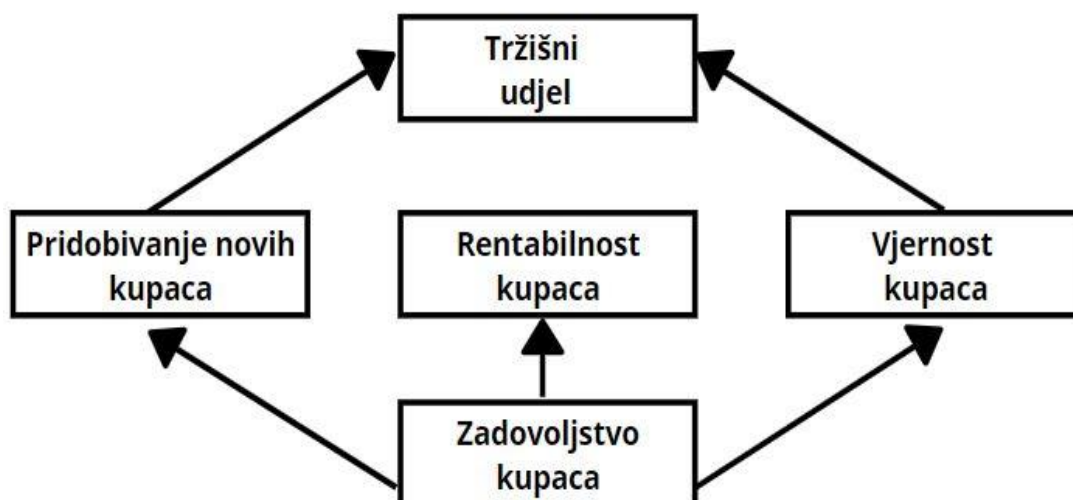 Tržišni
udjel
Pridobivanje novih
kupaca
Rentabilnost
kupaca
Vjernost
kupaca
Zadovoljstvo
kupaca